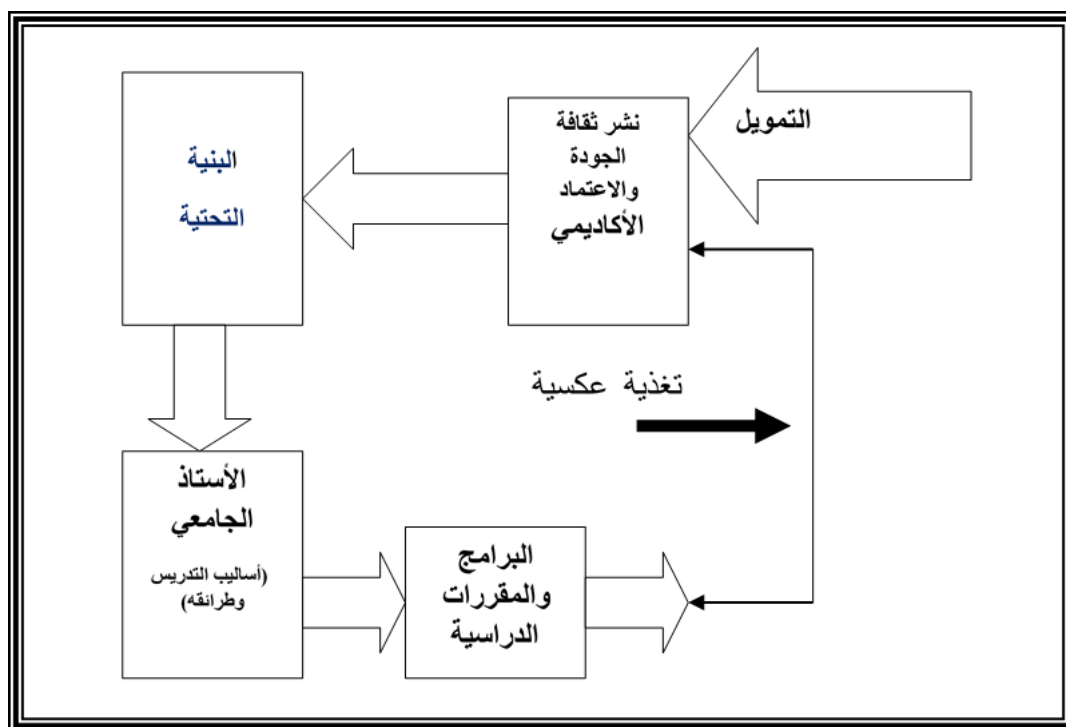 التمويل
نشر ثقافة
الجودة
والاعتماد
الأكاديمي
البنية
التحتية
تغذية عكسية
الأستاذ
الجامعي
(أساليب التدريس
وطرائقه)
البرامج
والمقررات
الدراسية